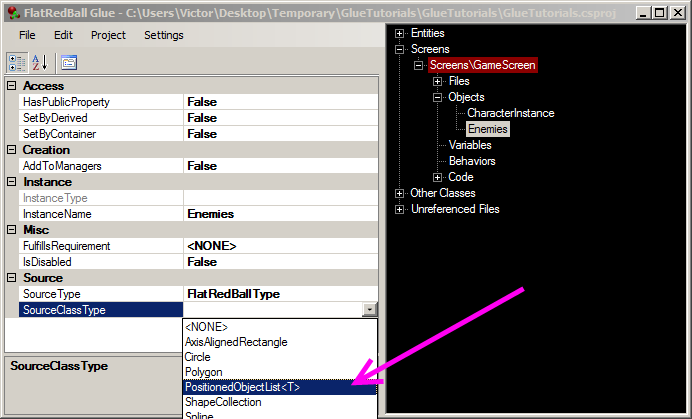 FlatRedBall Glue - C:\Users\Victor\Desktop\Temporary\GlueTutorials\GlueTutorials\GlueTutorials.csproj
File Edit Project Settings
Access
HasPublicProperty False
SetByDerived False
SetByContainer False
Creation
AddToManagers False
Instance
InstanceType
InstanceName Enemies
Misc
FulfillsRequirement <NONE>
IsDisabled False
Source
SourceType FlatRedBallType
SourceClassType
<NONE>
AxisAlignedRectangle
Circle
Polygon
PositionedObjectList<T>
ShapeCollection
Spline
SourceClassType
Entities
Screens
Screens\GameScreen
Files
Objects
CharacterInstance
Enemies
Variables
Behaviors
Code
Other Classes
Unreferenced Files